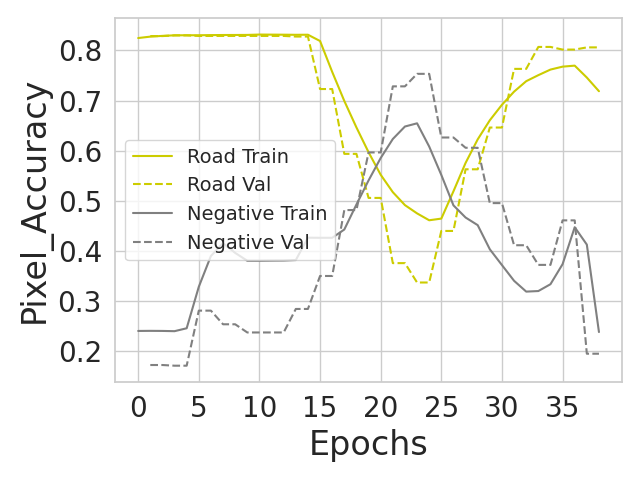 Pixel_Accuracy
0.8
0.7
0.6
0.5
0.4
0.3
0.2
Road Train
Road Val
Negative Train
Negative Val
0 5 10 15 20 25 30 35
Epochs